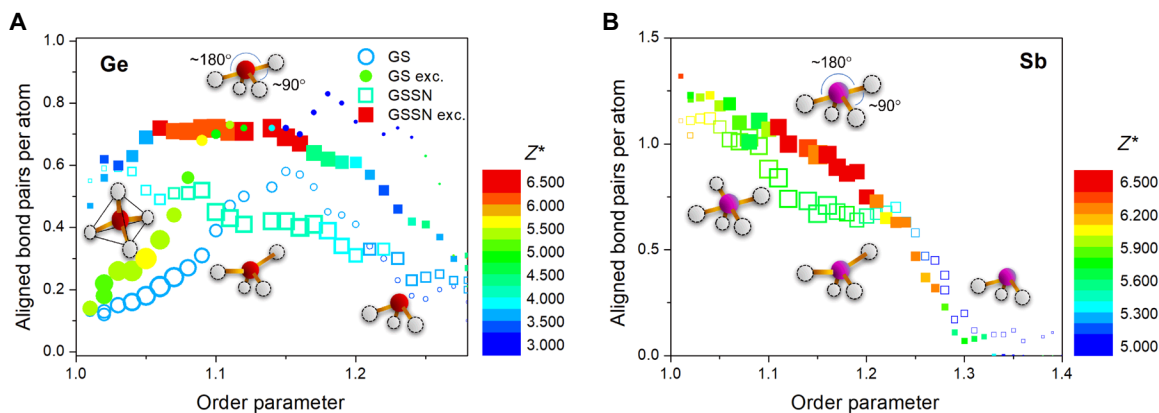 A
Ge
~180°
~90°
GS
GS exc.
GSSN
GSSN exc.
Aligned bond pairs per atom
1.0
0.8
0.6
0.4
0.2
0.0
1.0
1.1
1.2
Order parameter
Z*
6.500
6.000
5.500
5.000
4.500
4.000
3.500
3.000
B
Sb
~180°
~90°
Aligned bond pairs per atom
1.5
1.0
0.5
0.0
1.0
1.1
1.2
1.3
1.4
Order parameter
Z*
6.500
6.200
5.900
5.600
5.300
5.000